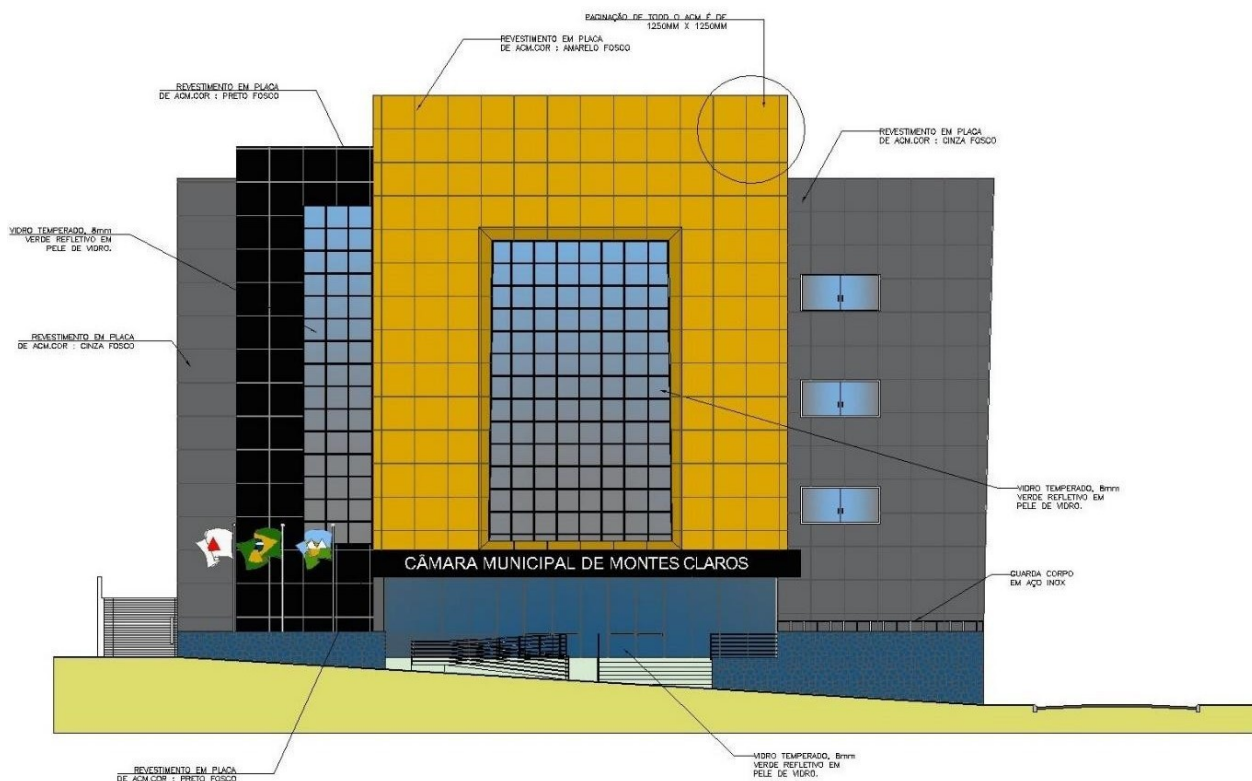 PAGINAÇÃO DE TODO O ACM É DE
1250MM X 1250MM
REVESTIMENTO EM PLACA
DE ACM.COR : AMARELO FOSCO
REVESTIMENTO EM PLACA
DE ACM.COR : PRETO FOSCO
REVESTIMENTO EM PLACA
DE ACM.COR : CINZA FOSCO
VIDRO TEMPERADO, 8mm
VERDE REFLETIVO EM
PELE DE VIDRO.
REVESTIMENTO EM PLACA
DE ACM.COR : CINZA FOSCO
VIDRO TEMPERADO, 8mm
VERDE REFLETIVO EM
PELE DE VIDRO.
CÂMARA MUNICIPAL DE MONTES CLAROS
GUARDA CORPO
EM AÇO INOX
VIDRO TEMPERADO, 8mm
VERDE REFLETIVO EM
PELE DE VIDRO.
REVESTIMENTO EM PLACA
DE ACM.COR : PRETO FOSCO